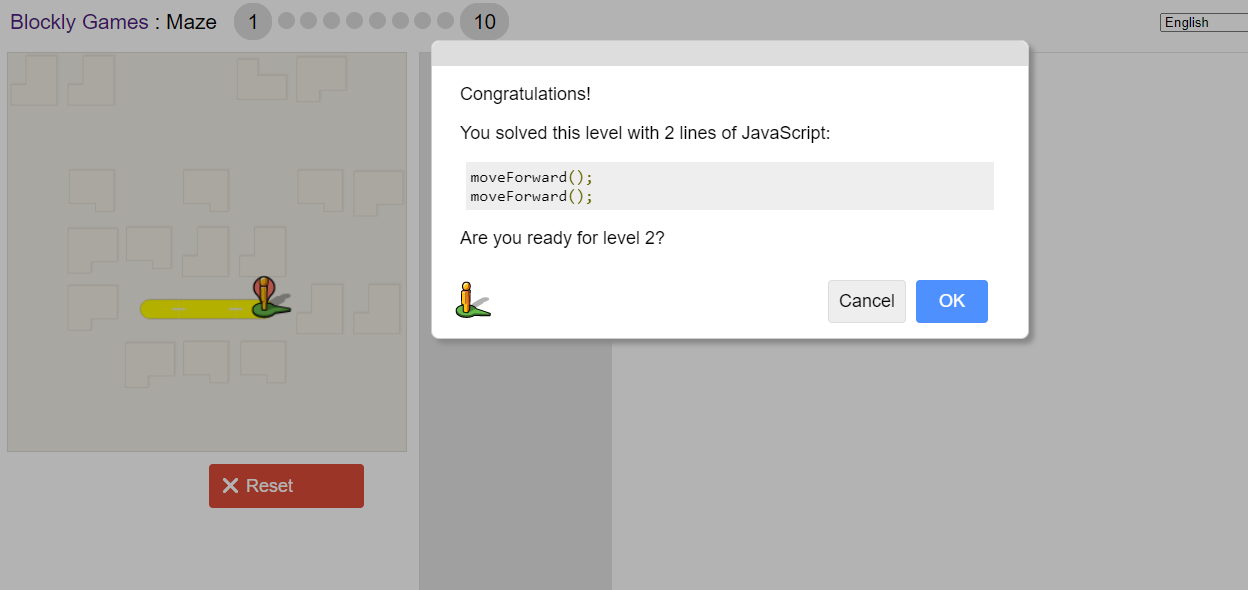 Blockly Games : Maze 1 10
English
Congratulations!
You solved this level with 2 lines of JavaScript:
moveForward();
moveForward();
Are you ready for level 2?
Cancel OK
Reset